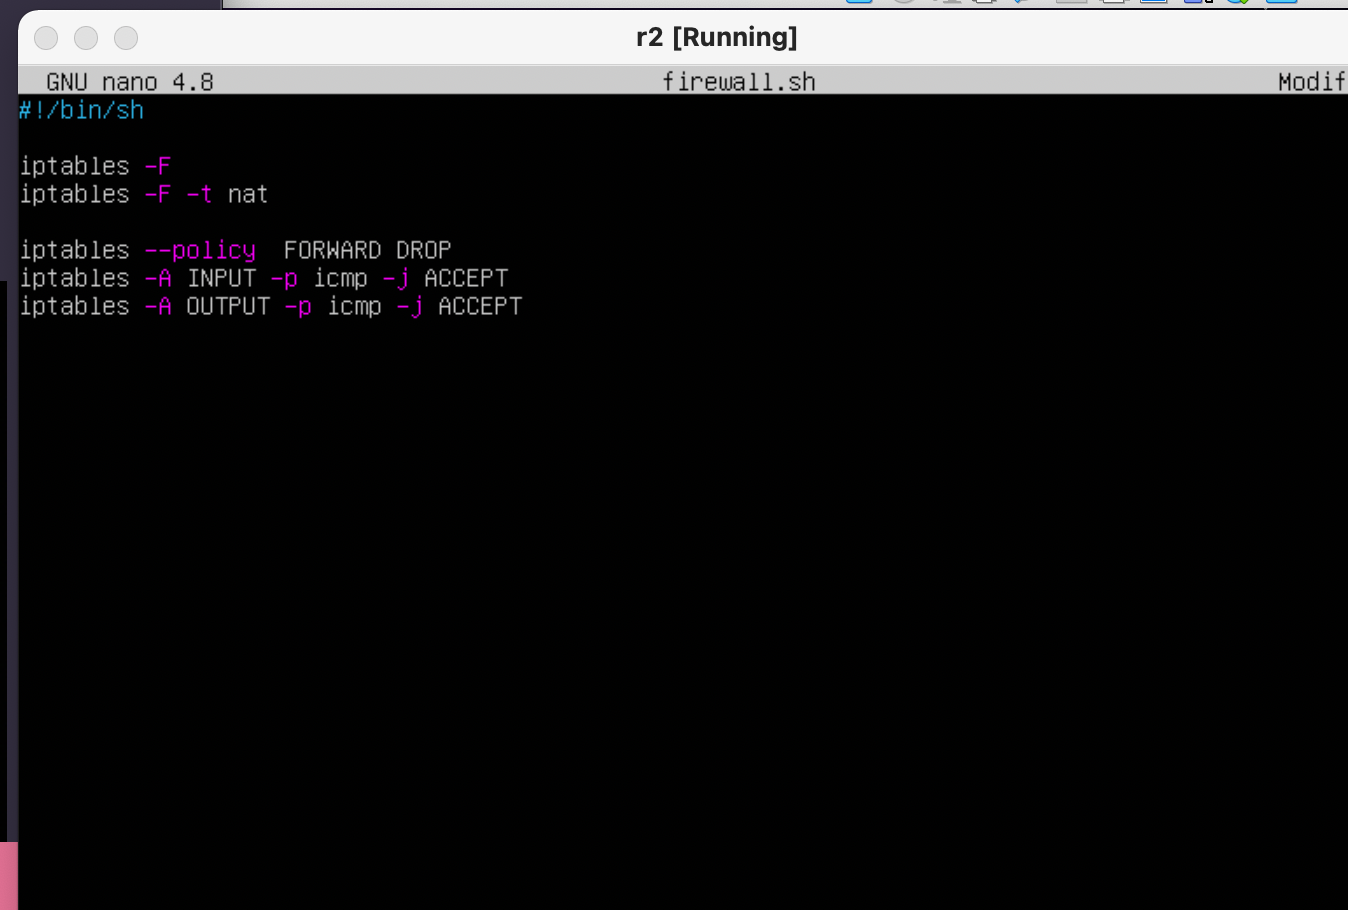 r2 [Running]
GNU nano 4.8 firewall.sh Modif
#!/bin/sh
iptables -F
iptables -F -t nat
iptables --policy  FORWARD DROP
iptables -A INPUT -p icmp -j ACCEPT
iptables -A OUTPUT -p icmp -j ACCEPT